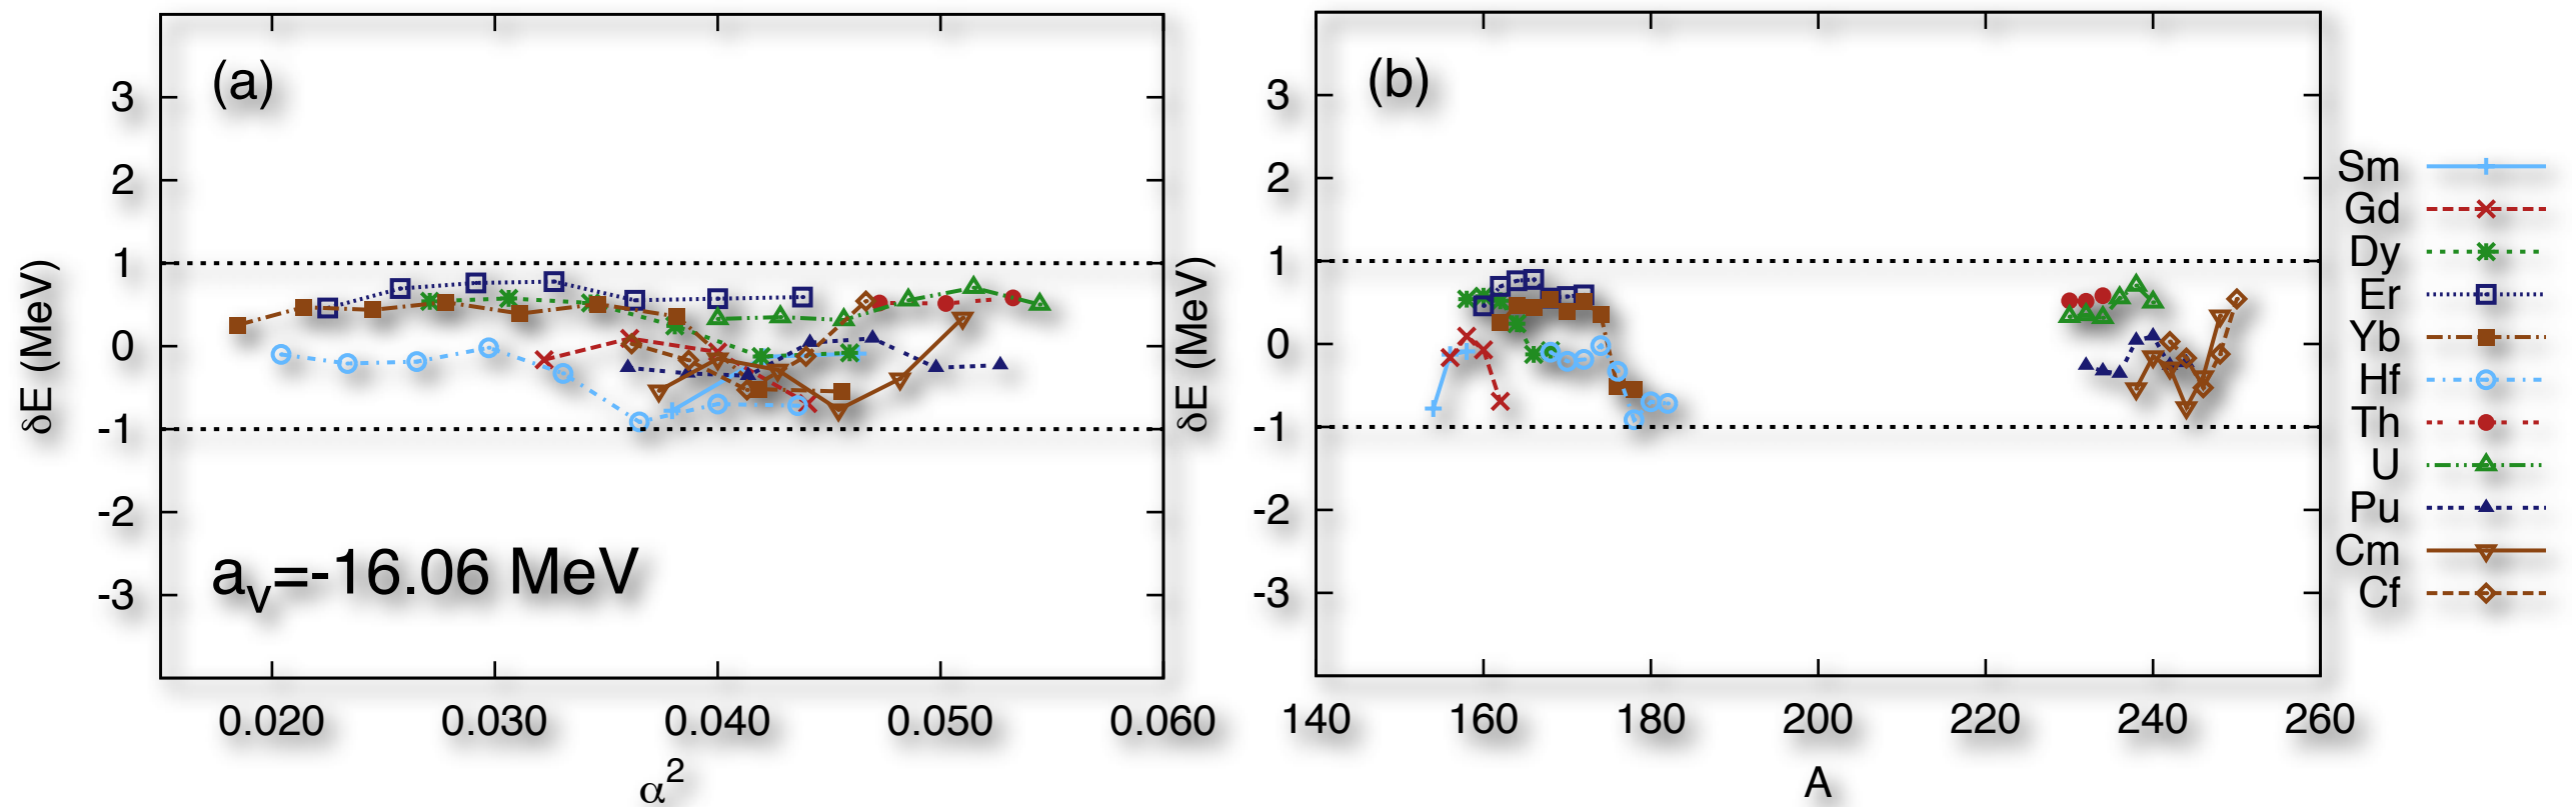 (a)
3
2
1
0
-1
-2
-3
δE (MeV)
a_v=-16.06 MeV
0.020 0.030 0.040 0.050 0.060
α^2
(b)
3
2
1
0
-1
-2
-3
δE (MeV)
140 160 180 200 220 240 260
A
Sm
Gd
Dy
Er
Yb
Hf
Th
U
Pu
Cm
Cf